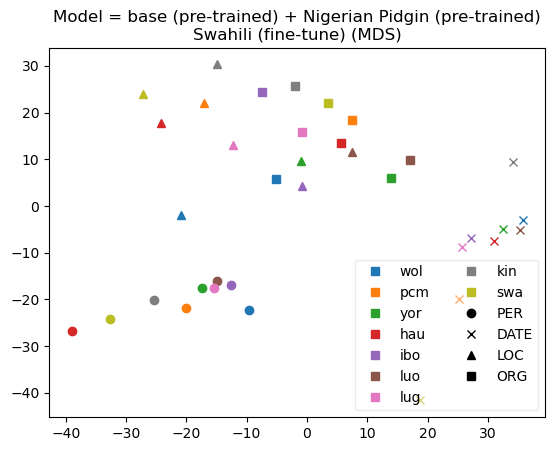 Model = base (pre-trained) + Nigerian Pidgin (pre-trained)
Swahili (fine-tune) (MDS)
30
20
10
0
−10
−20
−30
−40
−40
−30
−20
−10
0
10
20
30
wol
pcm
yor
hau
ibo
luo
lug
kin
swa
PER
DATE
LOC
ORG